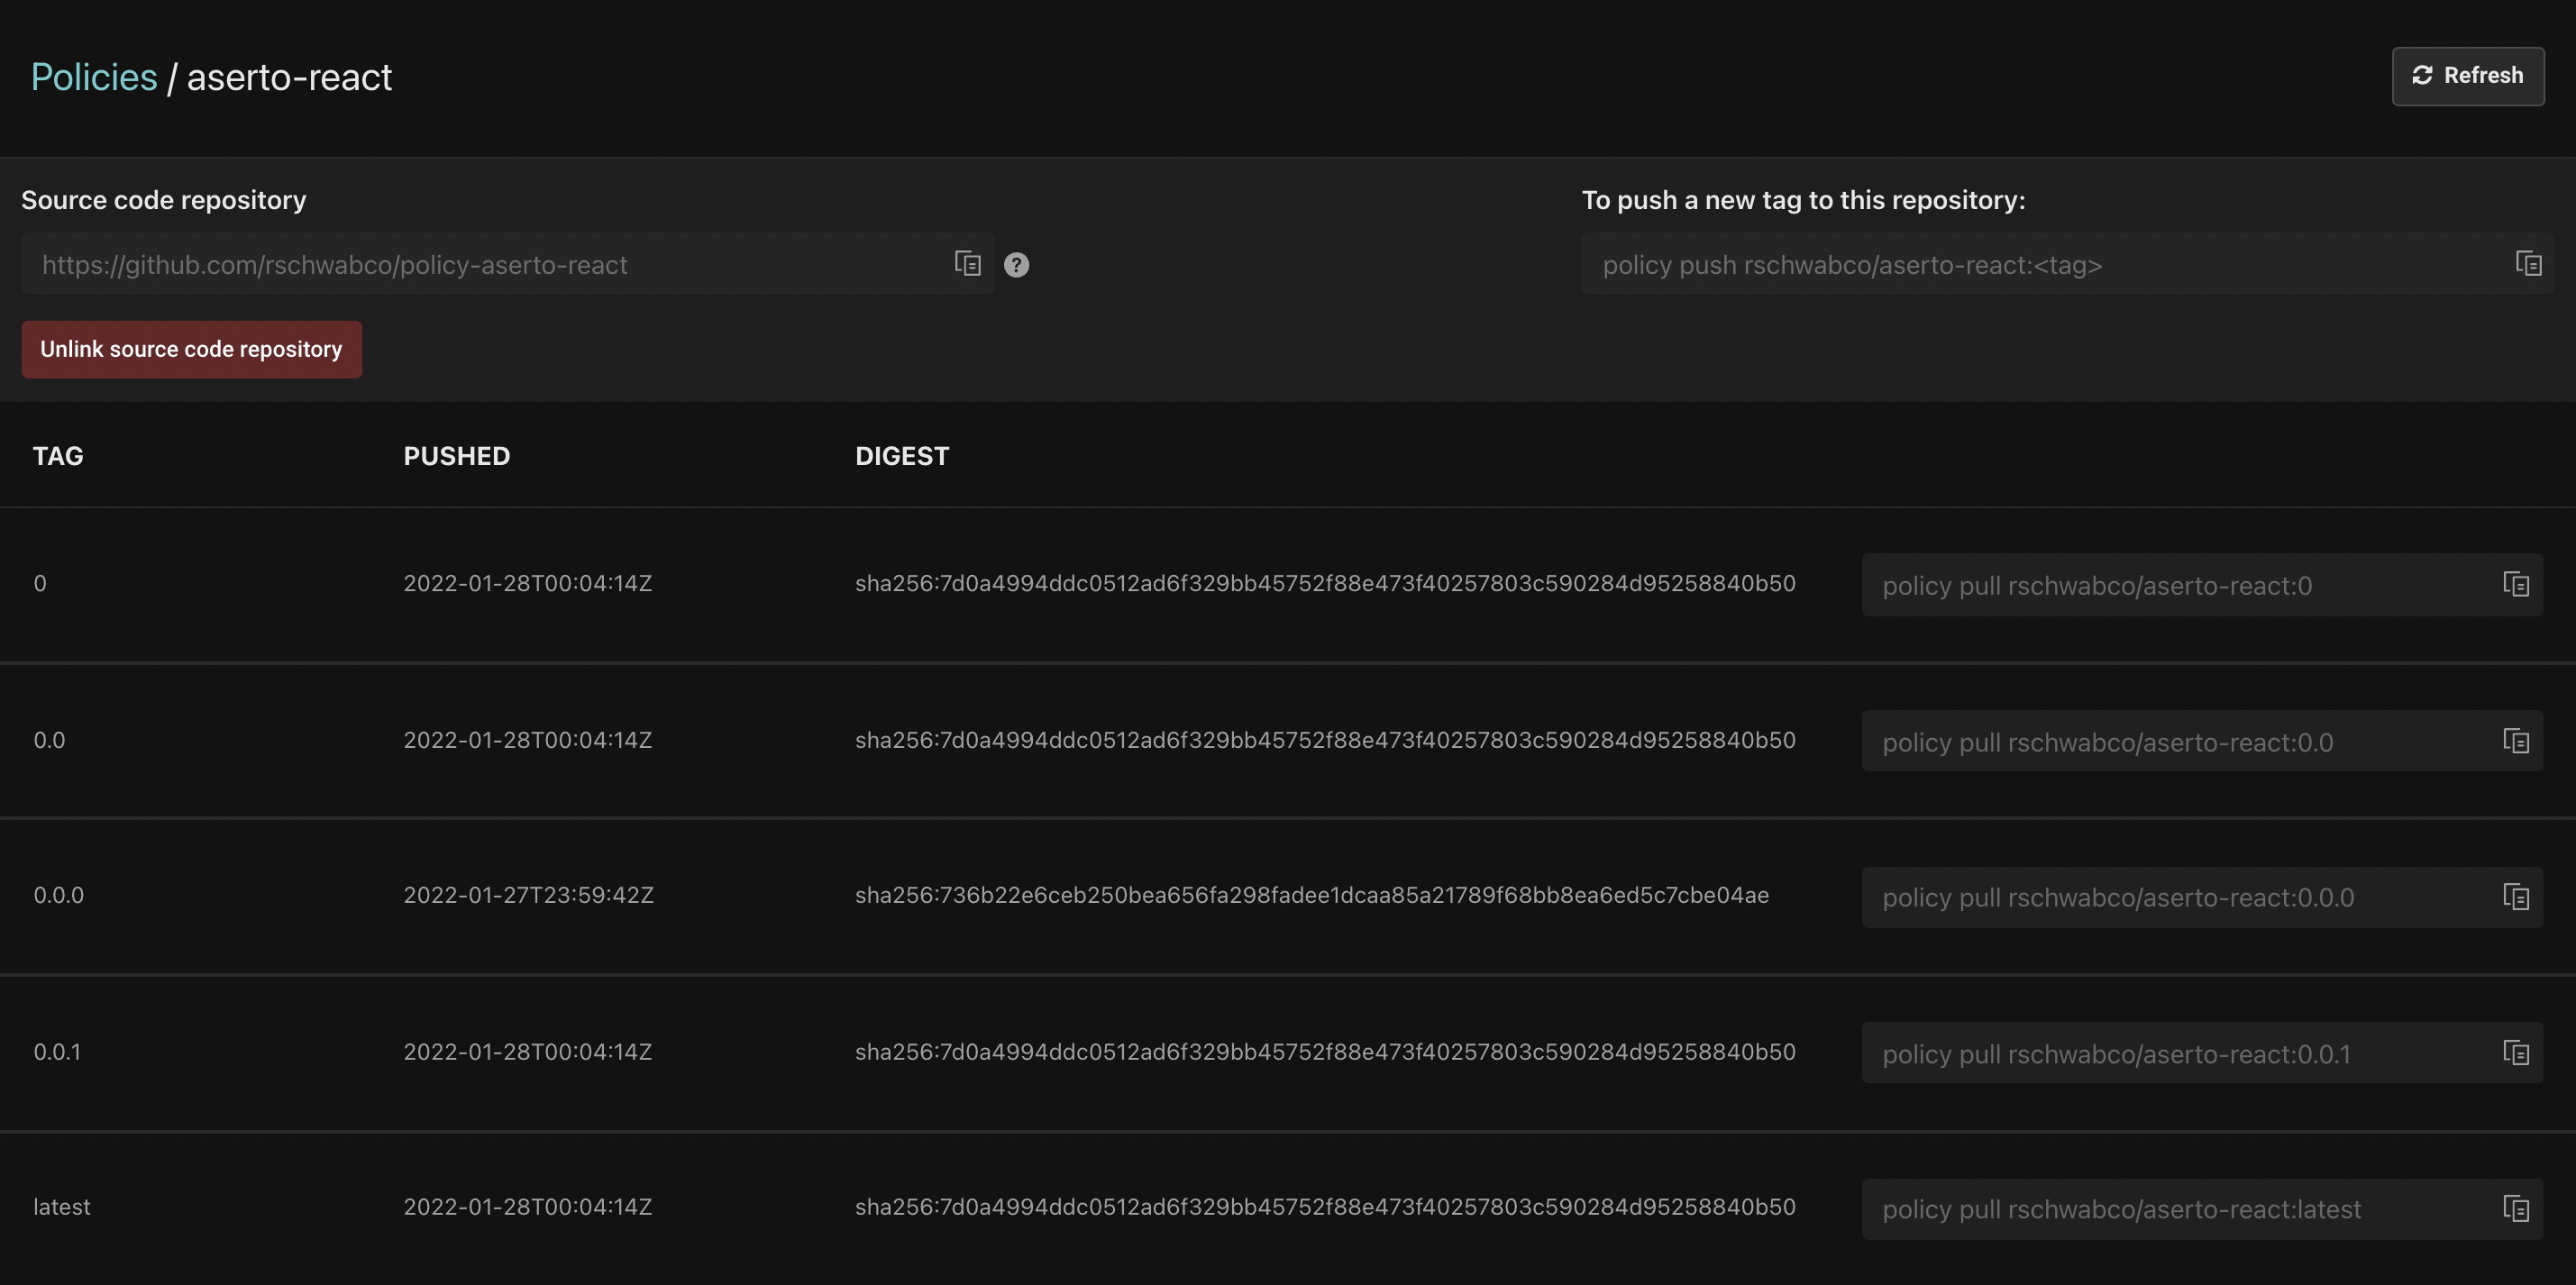 Policies / aserto-react
Refresh
Source code repository
To push a new tag to this repository:
https://github.com/rschwabco/policy-aserto-react
?
policy push rschwabco/aserto-react:<tag>
Unlink source code repository
TAG PUSHED DIGEST
0 2022-01-28T00:04:14Z sha256:7d0a4994ddc0512ad6f329bb45752f88e473f40257803c590284d95258840b50 policy pull rschwabco/aserto-react:0
0.0 2022-01-28T00:04:14Z sha256:7d0a4994ddc0512ad6f329bb45752f88e473f40257803c590284d95258840b50 policy pull rschwabco/aserto-react:0.0
0.0.0 2022-01-27T23:59:42Z sha256:736b22e6ceb250bea656fa298fadee1dcaa85a21789f68bb8ea6ed5c7cbe04ae policy pull rschwabco/aserto-react:0.0.0
0.0.1 2022-01-28T00:04:14Z sha256:7d0a4994ddc0512ad6f329bb45752f88e473f40257803c590284d95258840b50 policy pull rschwabco/aserto-react:0.0.1
latest 2022-01-28T00:04:14Z sha256:7d0a4994ddc0512ad6f329bb45752f88e473f40257803c590284d95258840b50 policy pull rschwabco/aserto-react:latest